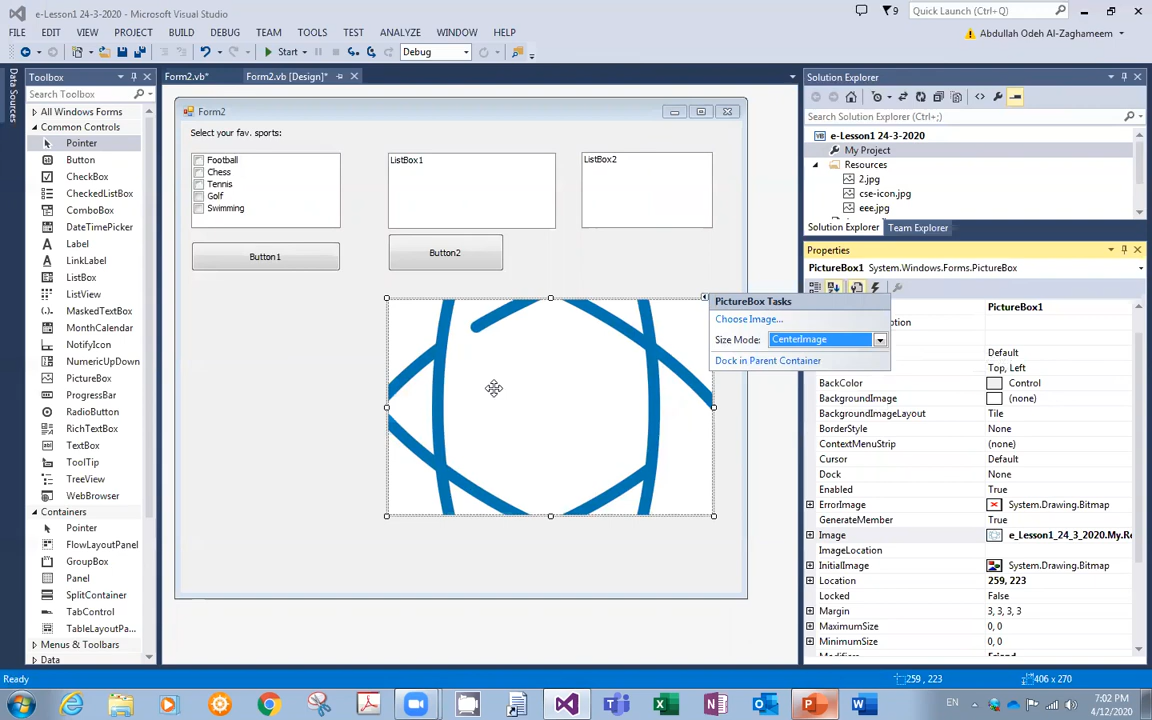 e-Lesson1 24-3-2020 - Microsoft Visual Studio
9
Quick Launch (Ctrl+Q)
FILE EDIT VIEW PROJECT BUILD DEBUG TEAM TOOLS TEST ANALYZE WINDOW HELP
Abdullah Odeh Al-Zaghameem
Start
Debug
Data Sources
Toolbox
Search Toolbox
All Windows Forms
Common Controls
Pointer
Button
CheckBox
CheckedListBox
ComboBox
DateTimePicker
Label
LinkLabel
ListBox
ListView
MaskedTextBox
MonthCalendar
NotifyIcon
NumericUpDown
PictureBox
ProgressBar
RadioButton
RichTextBox
TextBox
ToolTip
TreeView
WebBrowser
Containers
Pointer
FlowLayoutPanel
GroupBox
Panel
SplitContainer
TabControl
TableLayoutPa...
Menus & Toolbars
Data
Form2.vb*
Form2.vb [Design]*
Form2
Select your fav. sports:
Football
Chess
Tennis
Golf
Swimming
ListBox1
ListBox2
Button1
Button2
PictureBox Tasks
Choose Image...
Size Mode: CenterImage
Dock in Parent Container
Solution Explorer
Search Solution Explorer (Ctrl+;)
e-Lesson1 24-3-2020
My Project
Resources
2.jpg
cse-icon.jpg
eee.jpg
Solution Explorer Team Explorer
Properties
PictureBox1 System.Windows.Forms.PictureBox
PictureBox1
Default
Top, Left
BackColor Control
BackgroundImage (none)
BackgroundImageLayout Tile
BorderStyle None
ContextMenuStrip (none)
Cursor Default
Dock None
Enabled True
ErrorImage System.Drawing.Bitmap
GenerateMember True
Image e_Lesson1_24_3_2020.My.Re
ImageLocation
InitialImage System.Drawing.Bitmap
Location 259, 223
Locked False
Margin 3, 3, 3, 3
MaximumSize 0, 0
MinimumSize 0, 0
Modifiers Friend
Ready
259 , 223
406 x 270
EN
7:02 PM
4/12/2020